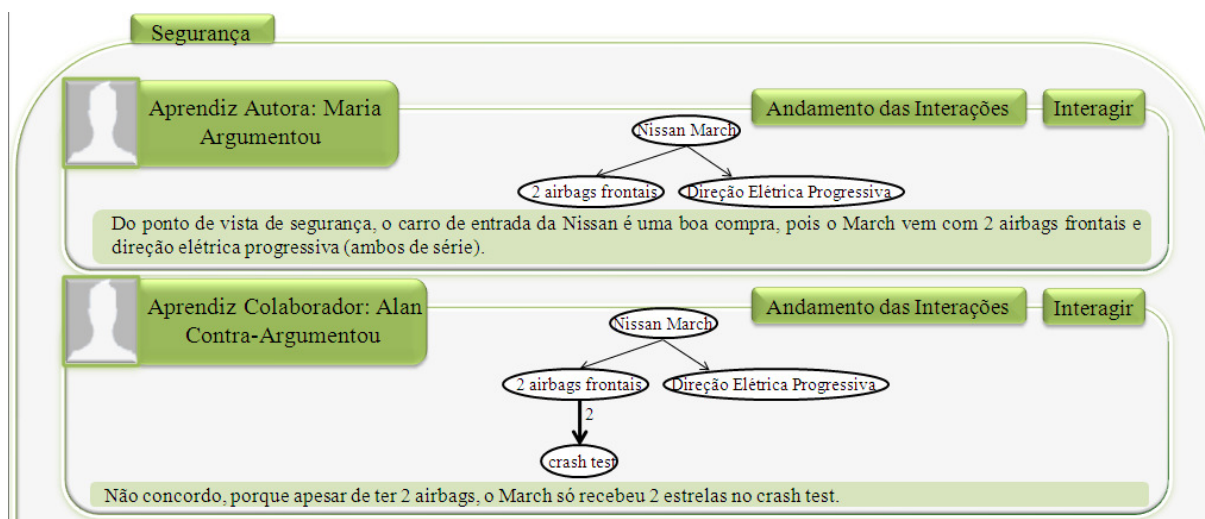 Segurança
Aprendiz Autora: Maria
Argumentou
Andamento das Interações
Interagir
Nissan March
2 airbags frontais
Direção Elétrica Progressiva
Do ponto de vista de segurança, o carro de entrada da Nissan é uma boa compra, pois o March vem com 2 airbags frontais e
direção elétrica progressiva (ambos de série).
Aprendiz Colaborador: Alan
Contra-Argumentou
Andamento das Interações
Interagir
Nissan March
2 airbags frontais
Direção Elétrica Progressiva
2
crash test
Não concordo, porque apesar de ter 2 airbags, o March só recebeu 2 estrelas no crash test.